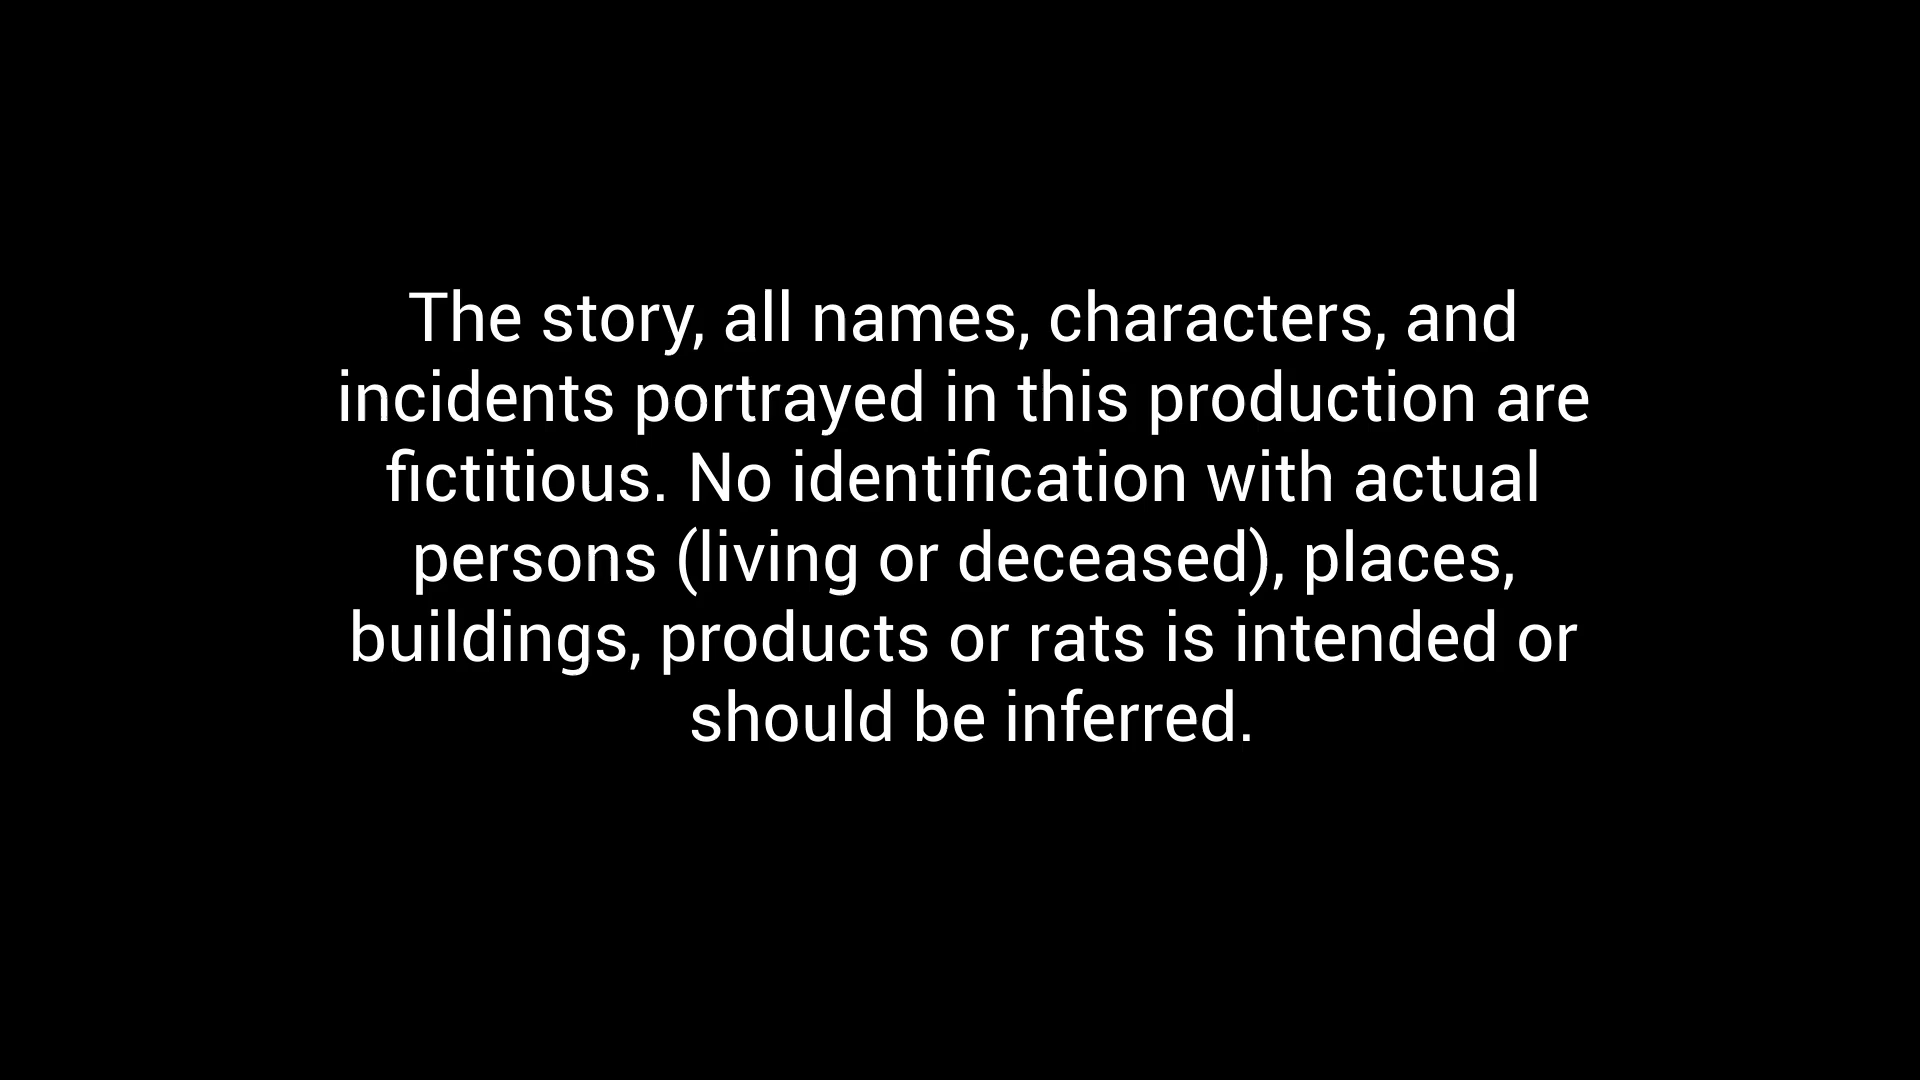 The story, all names, characters, and
incidents portrayed in this production are
fictitious. No identification with actual
persons (living or deceased), places,
buildings, products or rats is intended or
should be inferred.